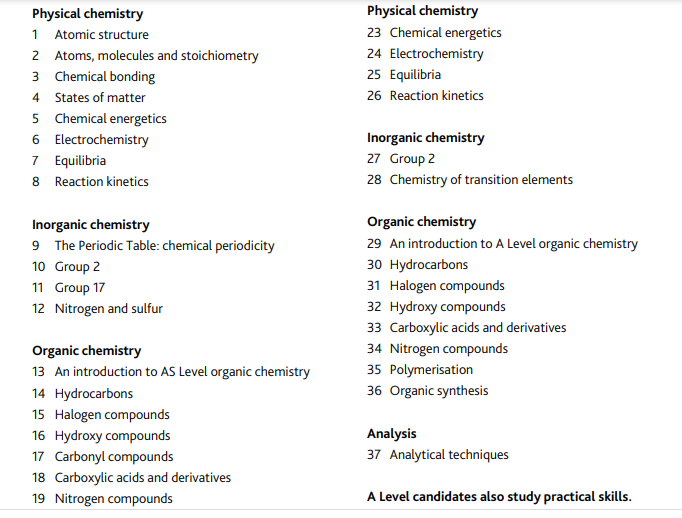 Physical chemistry
1 Atomic structure
2 Atoms, molecules and stoichiometry
3 Chemical bonding
4 States of matter
5 Chemical energetics
6 Electrochemistry
7 Equilibria
8 Reaction kinetics
Inorganic chemistry
9 The Periodic Table: chemical periodicity
10 Group 2
11 Group 17
12 Nitrogen and sulfur
Organic chemistry
13 An introduction to AS Level organic chemistry
14 Hydrocarbons
15 Halogen compounds
16 Hydroxy compounds
17 Carbonyl compounds
18 Carboxylic acids and derivatives
19 Nitrogen compounds
Physical chemistry
23 Chemical energetics
24 Electrochemistry
25 Equilibria
26 Reaction kinetics
Inorganic chemistry
27 Group 2
28 Chemistry of transition elements
Organic chemistry
29 An introduction to A Level organic chemistry
30 Hydrocarbons
31 Halogen compounds
32 Hydroxy compounds
33 Carboxylic acids and derivatives
34 Nitrogen compounds
35 Polymerisation
36 Organic synthesis
Analysis
37 Analytical techniques
A Level candidates also study practical skills.